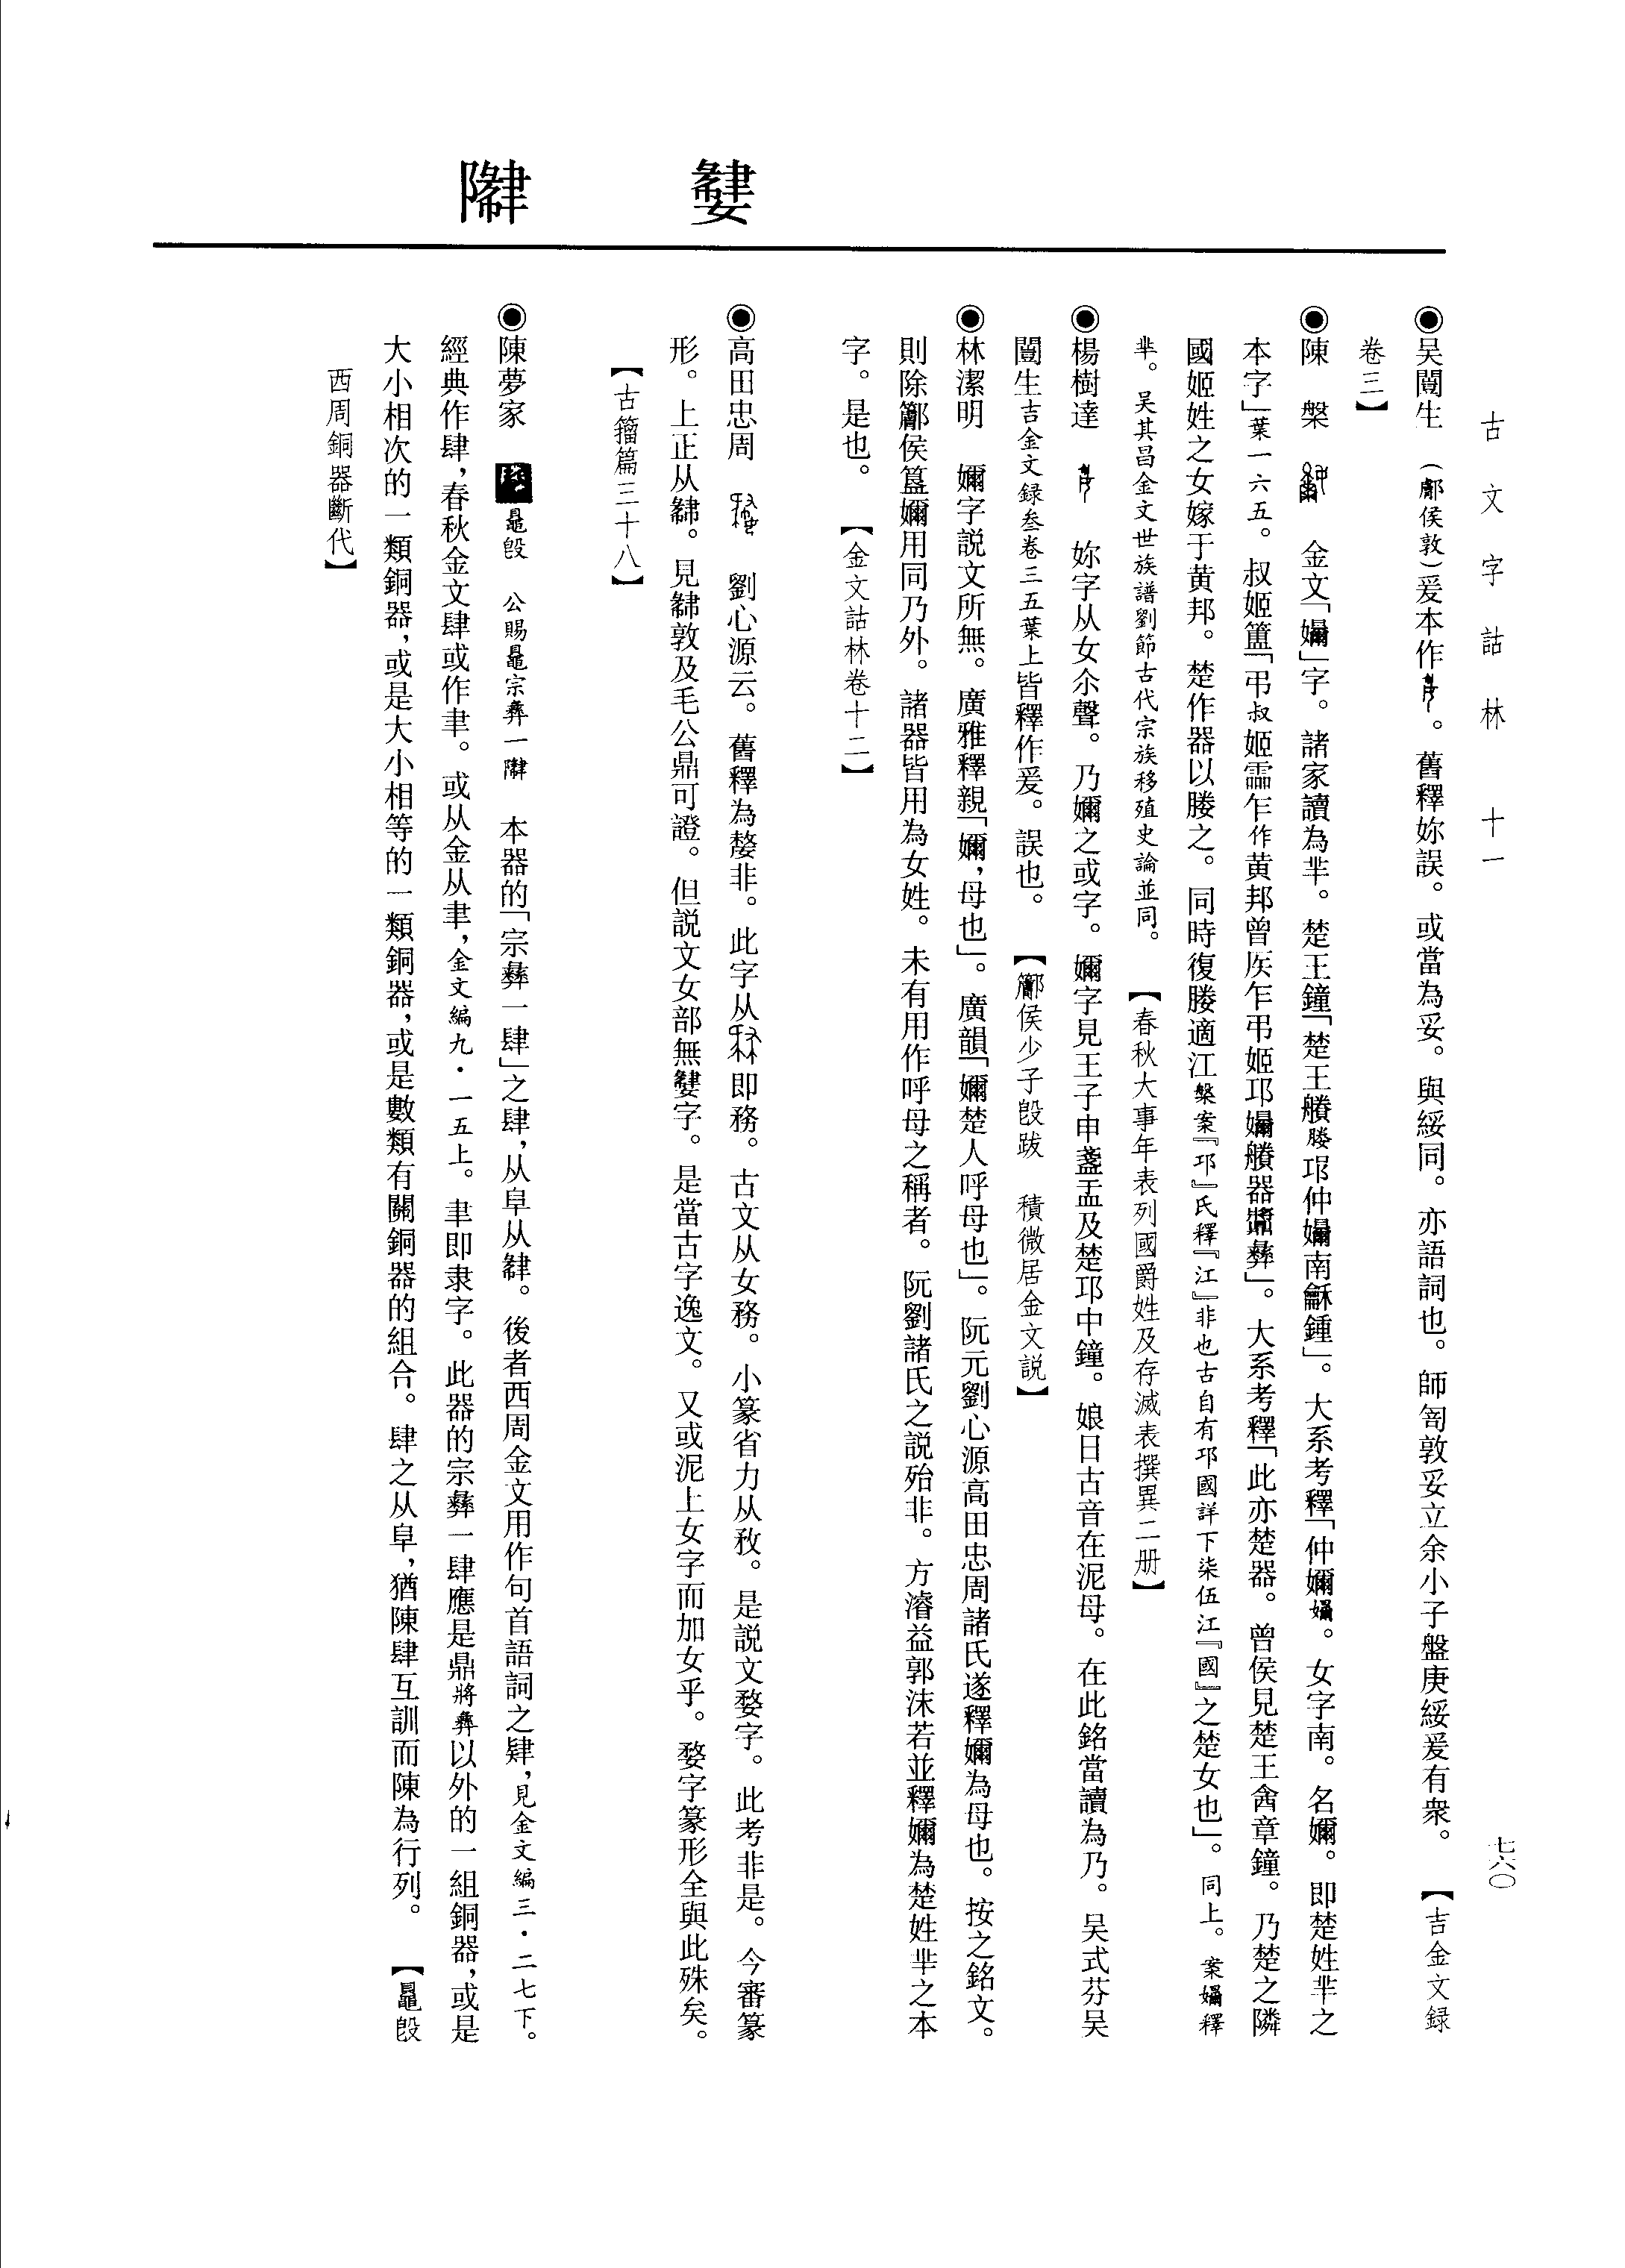 古文字詁林 十一
七六〇
●吴闓生 (鄦侯敦)爰本作 。舊釋妳誤。或當為妥。與綏同。亦語詞也。師訇敦妥立余小子盤庚綏爰有衆。 【吉金文録
卷三】
●陳 槃 金文「嬭」字。諸家讀為羋。楚王鐘「楚王賸媵邛仲嬭南龢鍾」。大系考釋「仲嬭 。女字南。名嬭。即楚姓羋之
本字」葉一六五。叔姬簠「弔叔姬霝乍作黄邦曾侯乍弔姬邛嬭賸器 彝」。大系考釋「此亦楚器。曾侯見楚王酓章鐘。乃楚之隣
國姬姓之女嫁于黄邦。楚作器以媵之。同時復媵適江槃案『邛』氏釋『江』非也古自有邛國詳下柒伍江『國』之楚女也」。同上。案 釋
羋。吴其昌金文世族譜劉節古代宗族移殖史論並同。 【春秋大事年表列國爵姓及存滅表撰異二册】
●楊樹達 妳字从女尒聲。乃嬭之或字。嬭字見王子申盞盂及楚邛中鐘。娘日古音在泥母。在此銘當讀為乃。吴式芬吴
闓生吉金文録叁卷三五葉上皆釋作爰。誤也。 【鄦侯少子𣪘跋 積微居金文説】
●林潔明 嬭字説文所無。廣雅釋親「嬭，母也」。廣韻「嬭楚人呼母也」。阮元劉心源高田忠周諸氏遂釋嬭為母也。按之銘文。
則除鄦侯簋嬭用同乃外。諸器皆用為女姓。未有用作呼母之稱者。阮劉諸氏之説殆非。方濬益郭沫若並釋嬭為楚姓羋之本
字。是也。 【金文詁林卷十二】
●高田忠周 劉心源云。舊釋為嫠非。此字从 即務。古文从女務。小篆省力从敄。是説文婺字。此考非是。今審篆
形。上正从𦘔。見𦘔敦及毛公鼎可證。但説文女部無 字。是當古字逸文。又或泥上女字而加女乎。婺字篆形全與此殊矣。
【古籀篇三十八】
●陳夢家 𣪘 公賜 宗彝一 本器的「宗彝一肆」之肆，从阜从 。後者西周金文用作句首語詞之肆，見金文編三·二七下。
經典作肆，春秋金文肆或作聿。或从金从聿，金文編九·一五上。聿即隶字。此器的宗彝一肆應是鼎將彝以外的一組銅器，或是
大小相次的一類銅器，或是大小相等的一類銅器，或是數類有關銅器的組合。肆之从阜，猶陳肆互訓而陳為行列。 【 𣪘
西周銅器斷代】